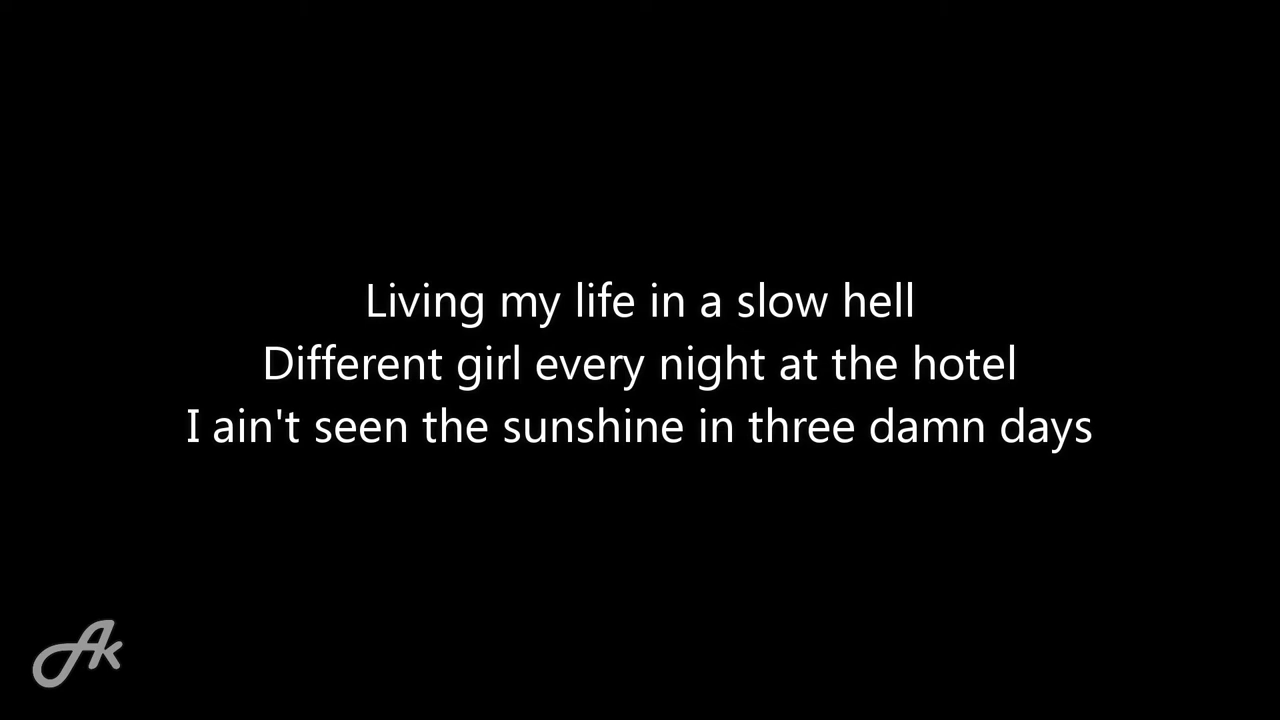 Living my life in a slow hell
Different girl every night at the hotel
I ain't seen the sunshine in three damn days
Ak